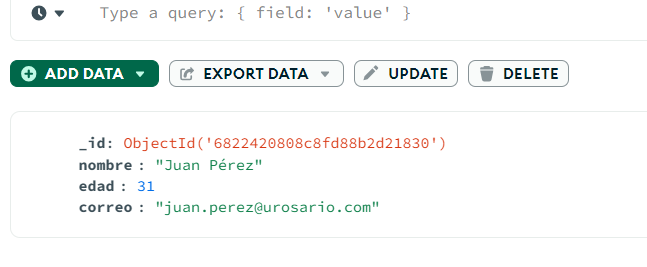 Type a query: { field: 'value' }
ADD DATA EXPORT DATA UPDATE DELETE
_id: ObjectId('6822420808c8fd88b2d21830')
nombre : "Juan Pérez"
edad : 31
correo : "juan.perez@urosario.com"